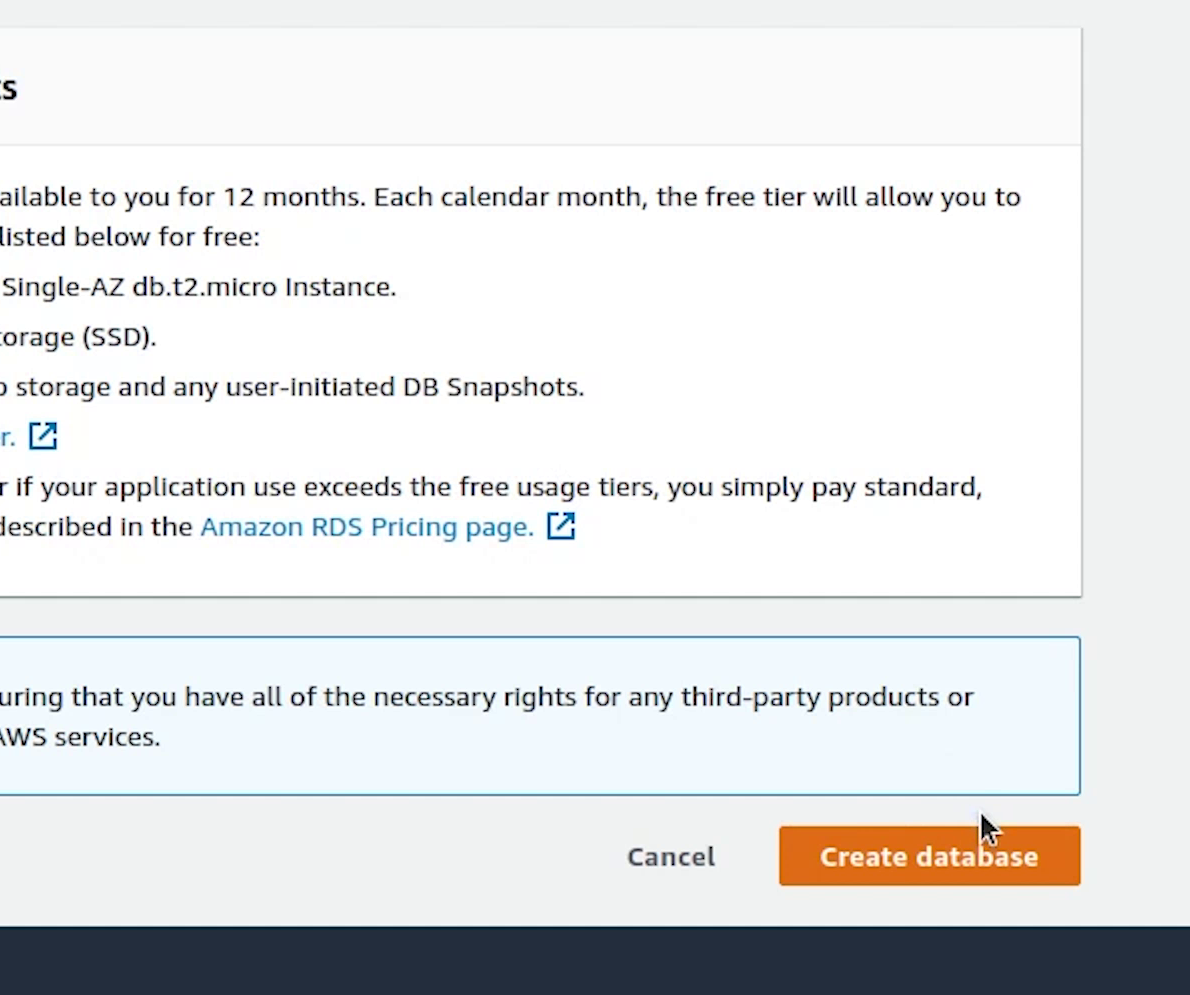 ailable to you for 12 months. Each calendar month, the free tier will allow you to
listed below for free:
Single-AZ db.t2.micro Instance.
torage (SSD).
storage and any user-initiated DB Snapshots.
r.
r if your application use exceeds the free usage tiers, you simply pay standard,
described in the Amazon RDS Pricing page.
uring that you have all of the necessary rights for any third-party products or
AWS services.
Cancel
Create database